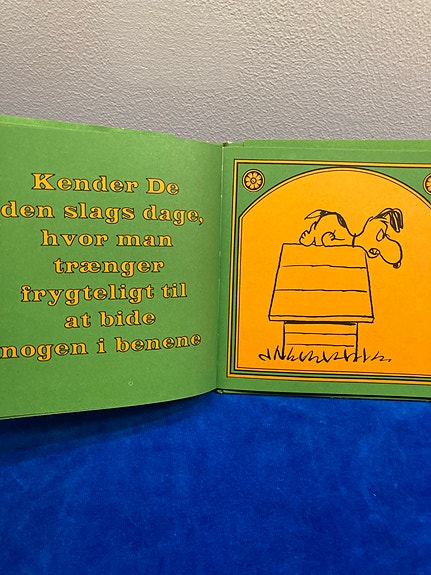 Kender De
den slags dage,
hvor man
trænger
frygteligt til
at bide
nogen i benene